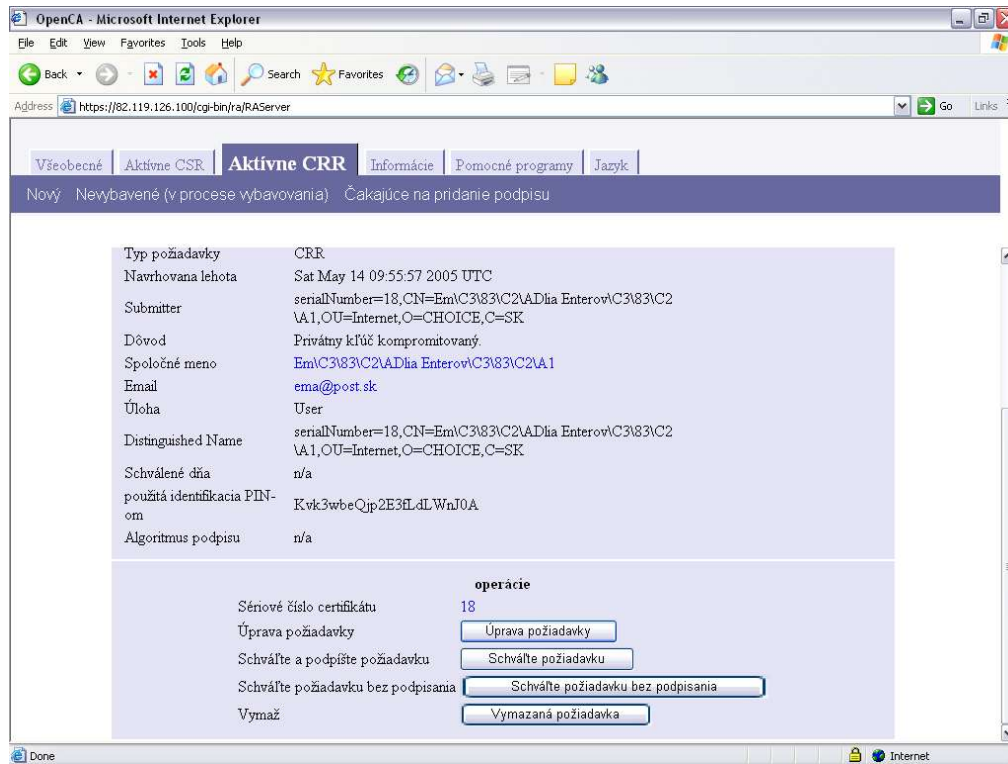 OpenCA - Microsoft Internet Explorer
File Edit View Favorites Tools Help
Back Search Favorites
Address https://82.119.126.100/cgi-bin/ra/RAServer Go Links
Všeobecné Aktívne CSR Aktívne CRR Informácie Pomocné programy Jazyk
Nový Nevybavené (v procese vybavovania) Čakajúce na pridanie podpisu
Typ požiadavky CRR
Navrhovana lehota Sat May 14 09:55:57 2005 UTC
Submitter serialNumber=18,CN=Em\C3\83\C2\ADlia Enterov\C3\83\C2
\A1,OU=Internet,O=CHOICE,C=SK
Dôvod Privátny kľúč kompromitovaný.
Spoločné meno Em\C3\83\C2\ADlia Enterov\C3\83\C2\A1
Email ema@post.sk
Úloha User
Distinguished Name serialNumber=18,CN=Em\C3\83\C2\ADlia Enterov\C3\83\C2
\A1,OU=Internet,O=CHOICE,C=SK
Schválené dňa n/a
použitá identifikacia PIN-
om Kvk3wbeQjp2E3fLdLWnJ0A
Algoritmus podpisu n/a
operácie
Sériové číslo certifikátu 18
Úprava požiadavky Úprava požiadavky
Schváľte a podpíšte požiadavku Schváľte požiadavku
Schváľte požiadavku bez podpisania Schváľte požiadavku bez podpisania
Vymaž Vymazaná požiadavka
Done Internet